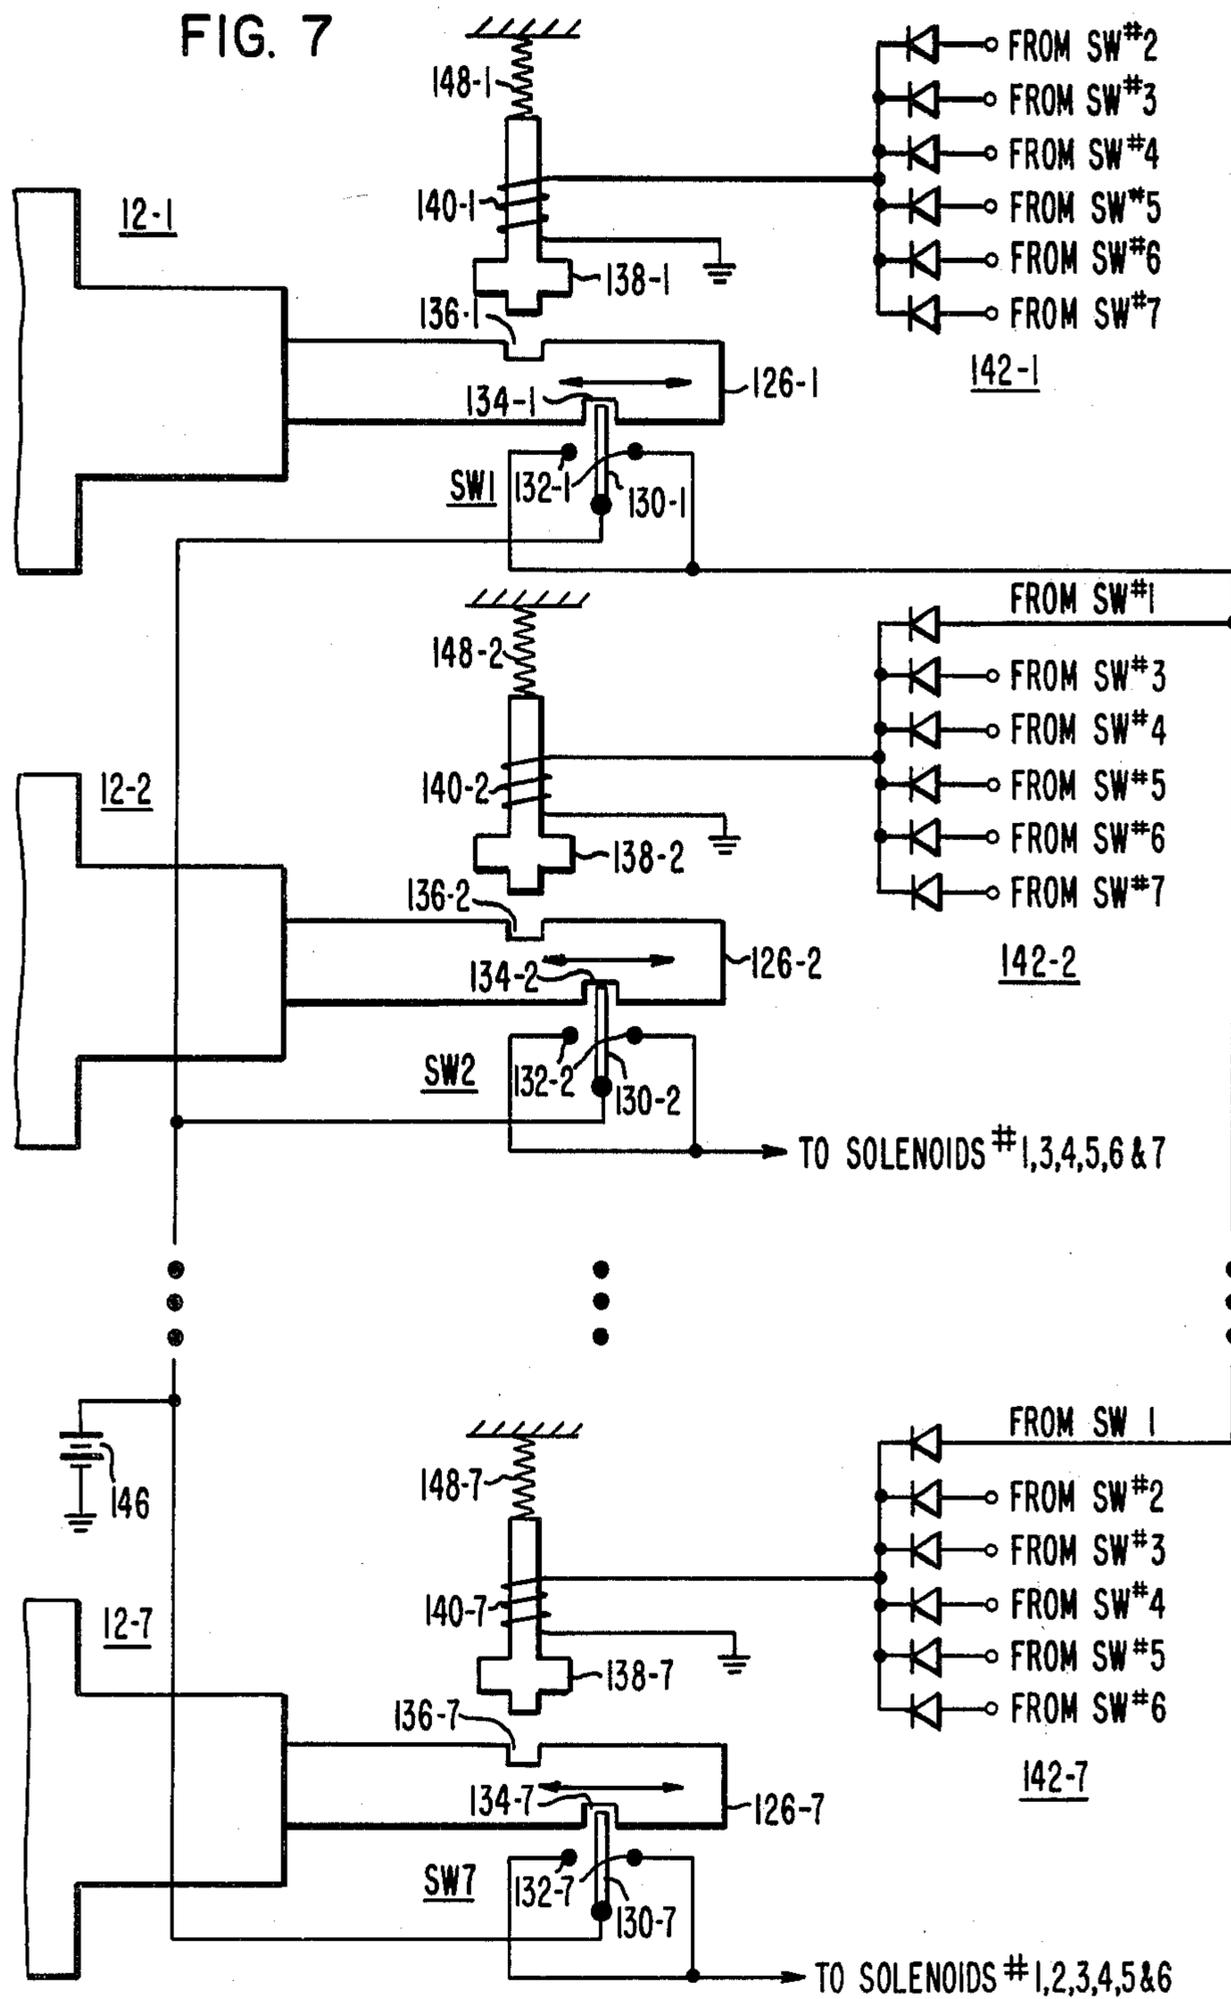 FIG. 7
148-1
FROM SW#2
FROM SW#3
FROM SW#4
FROM SW#5
FROM SW#6
FROM SW#7
142-1
12-1
140-1
138-1
136-1
134-1
126-1
SW1
132-1
130-1
FROM SW#1
FROM SW#3
FROM SW#4
FROM SW#5
FROM SW#6
FROM SW#7
142-2
148-2
12-2
140-2
138-2
136-2
134-2
126-2
SW2
132-2
130-2
TO SOLENOIDS #1,3,4,5,6&7
146
FROM SW 1
FROM SW#2
FROM SW#3
FROM SW#4
FROM SW#5
FROM SW#6
142-7
148-7
12-7
140-7
138-7
136-7
134-7
126-7
SW7
132-7
130-7
TO SOLENOIDS #1,2,3,4,5&6